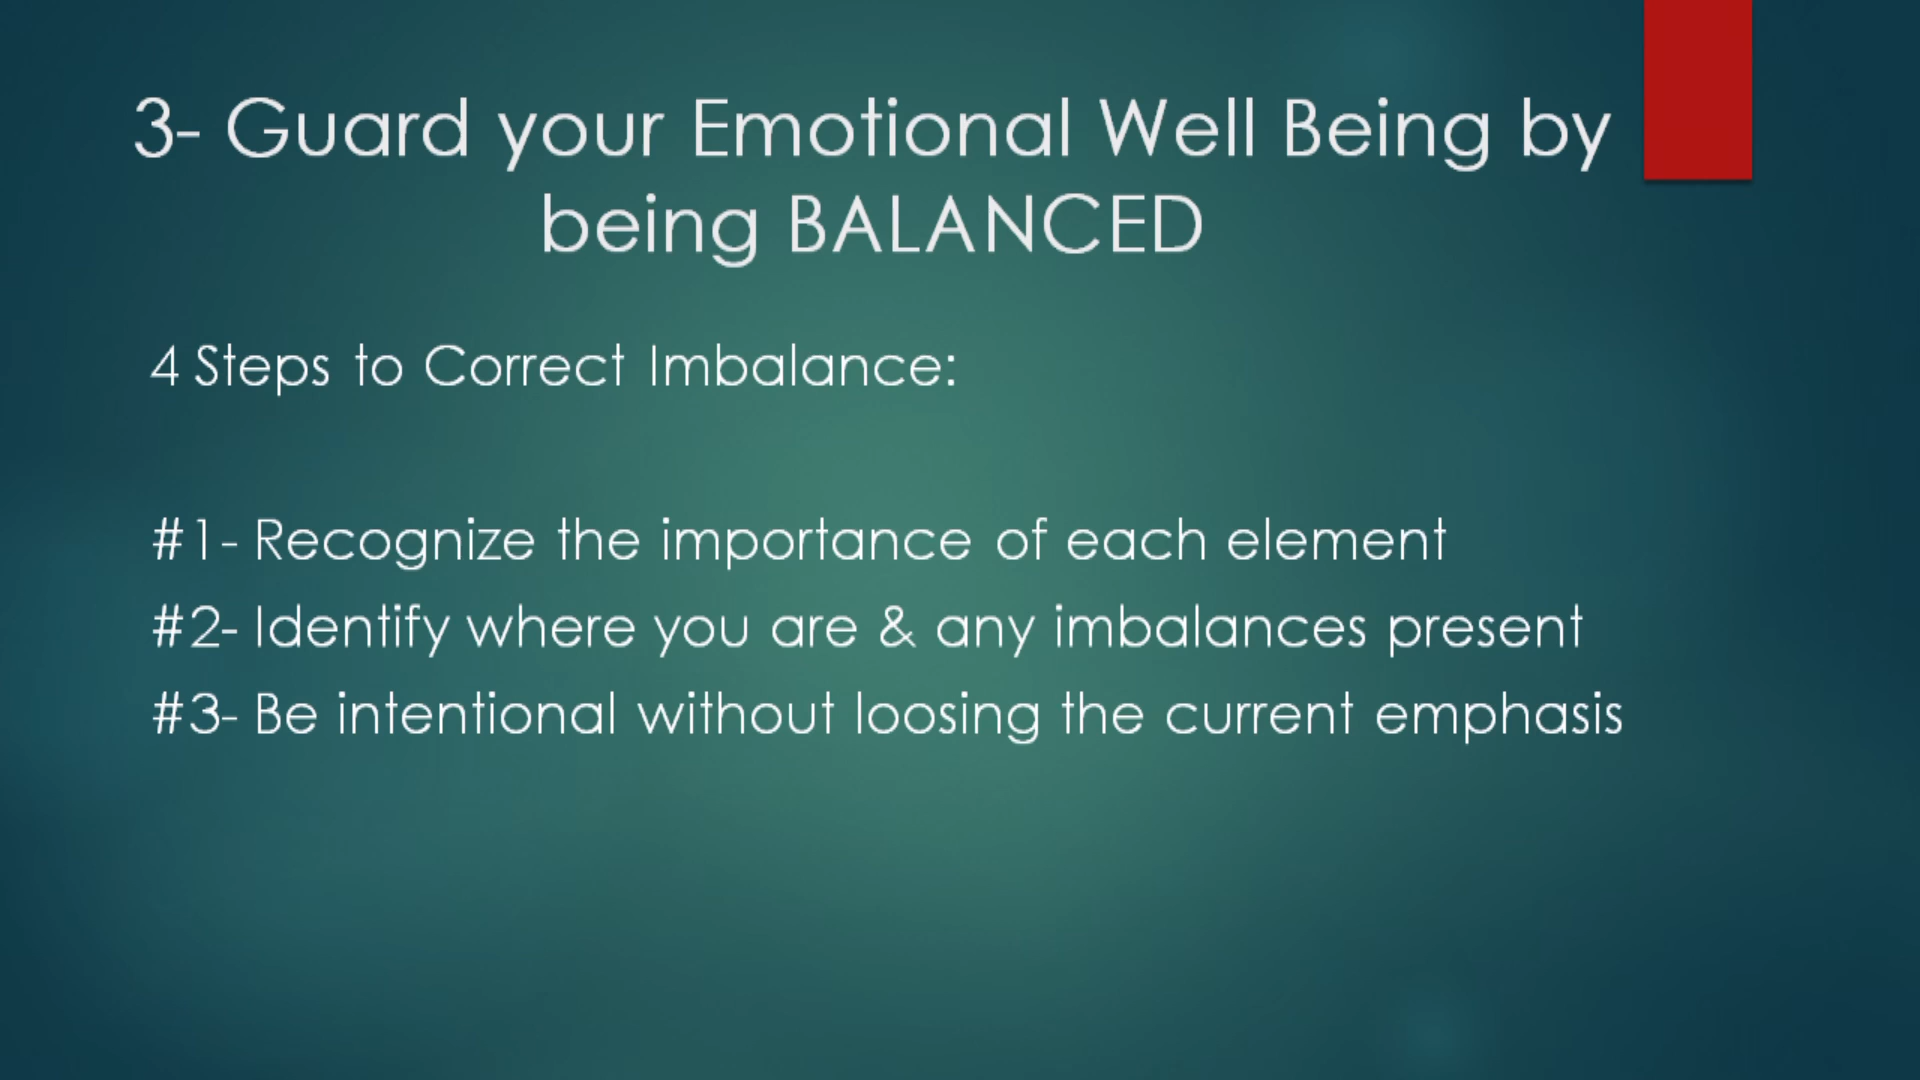 3- Guard your Emotional Well Being by
being BALANCED
4 Steps to Correct Imbalance:
#1- Recognize the importance of each element
#2- Identify where you are & any imbalances present
#3- Be intentional without loosing the current emphasis